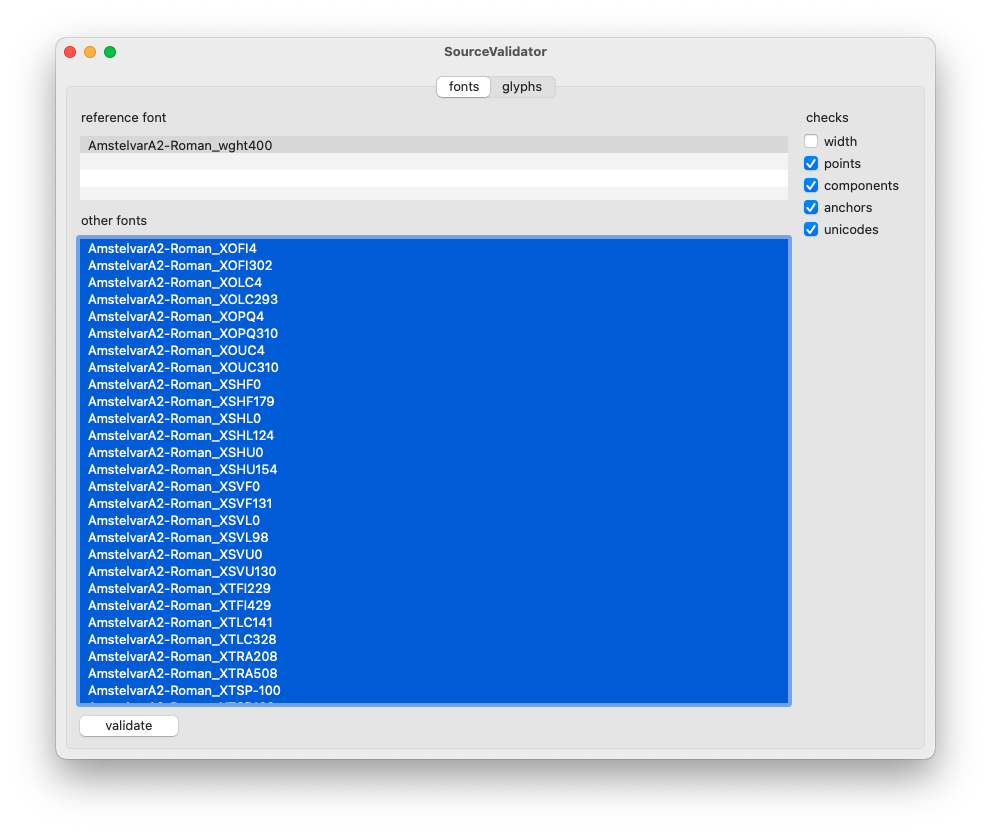 SourceValidator
fonts glyphs
reference font
AmstelvarA2-Roman_wght400
other fonts
AmstelvarA2-Roman_XOFI4
AmstelvarA2-Roman_XOFI302
AmstelvarA2-Roman_XOLC4
AmstelvarA2-Roman_XOLC293
AmstelvarA2-Roman_XOPQ4
AmstelvarA2-Roman_XOPQ310
AmstelvarA2-Roman_XOUC4
AmstelvarA2-Roman_XOUC310
AmstelvarA2-Roman_XSHF0
AmstelvarA2-Roman_XSHF179
AmstelvarA2-Roman_XSHL0
AmstelvarA2-Roman_XSHL124
AmstelvarA2-Roman_XSHU0
AmstelvarA2-Roman_XSHU154
AmstelvarA2-Roman_XSVF0
AmstelvarA2-Roman_XSVF131
AmstelvarA2-Roman_XSVL0
AmstelvarA2-Roman_XSVL98
AmstelvarA2-Roman_XSVU0
AmstelvarA2-Roman_XSVU130
AmstelvarA2-Roman_XTFI229
AmstelvarA2-Roman_XTFI429
AmstelvarA2-Roman_XTLC141
AmstelvarA2-Roman_XTLC328
AmstelvarA2-Roman_XTRA208
AmstelvarA2-Roman_XTRA508
AmstelvarA2-Roman_XTSP-100
validate
checks
width
points
components
anchors
unicodes